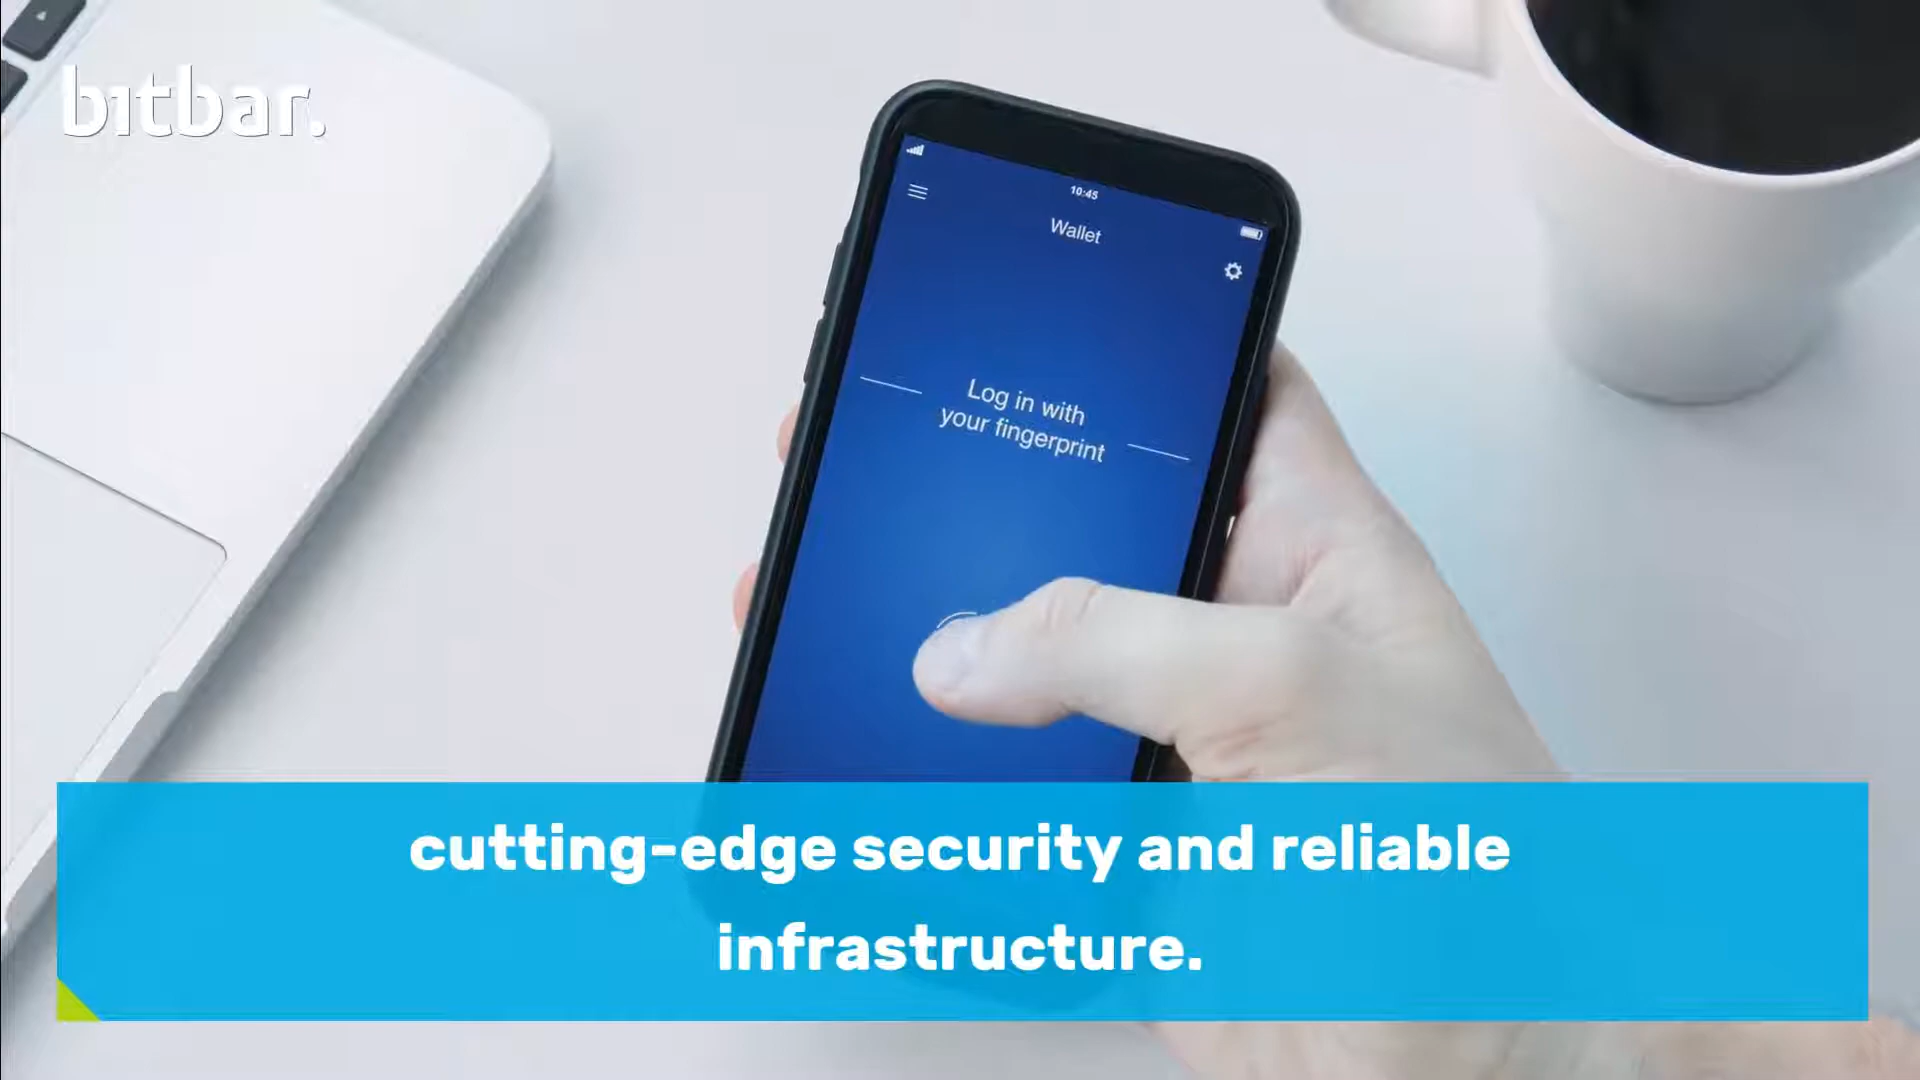 bitbar.
10:45
Wallet
Log in with
your fingerprint
cutting-edge security and reliable
infrastructure.